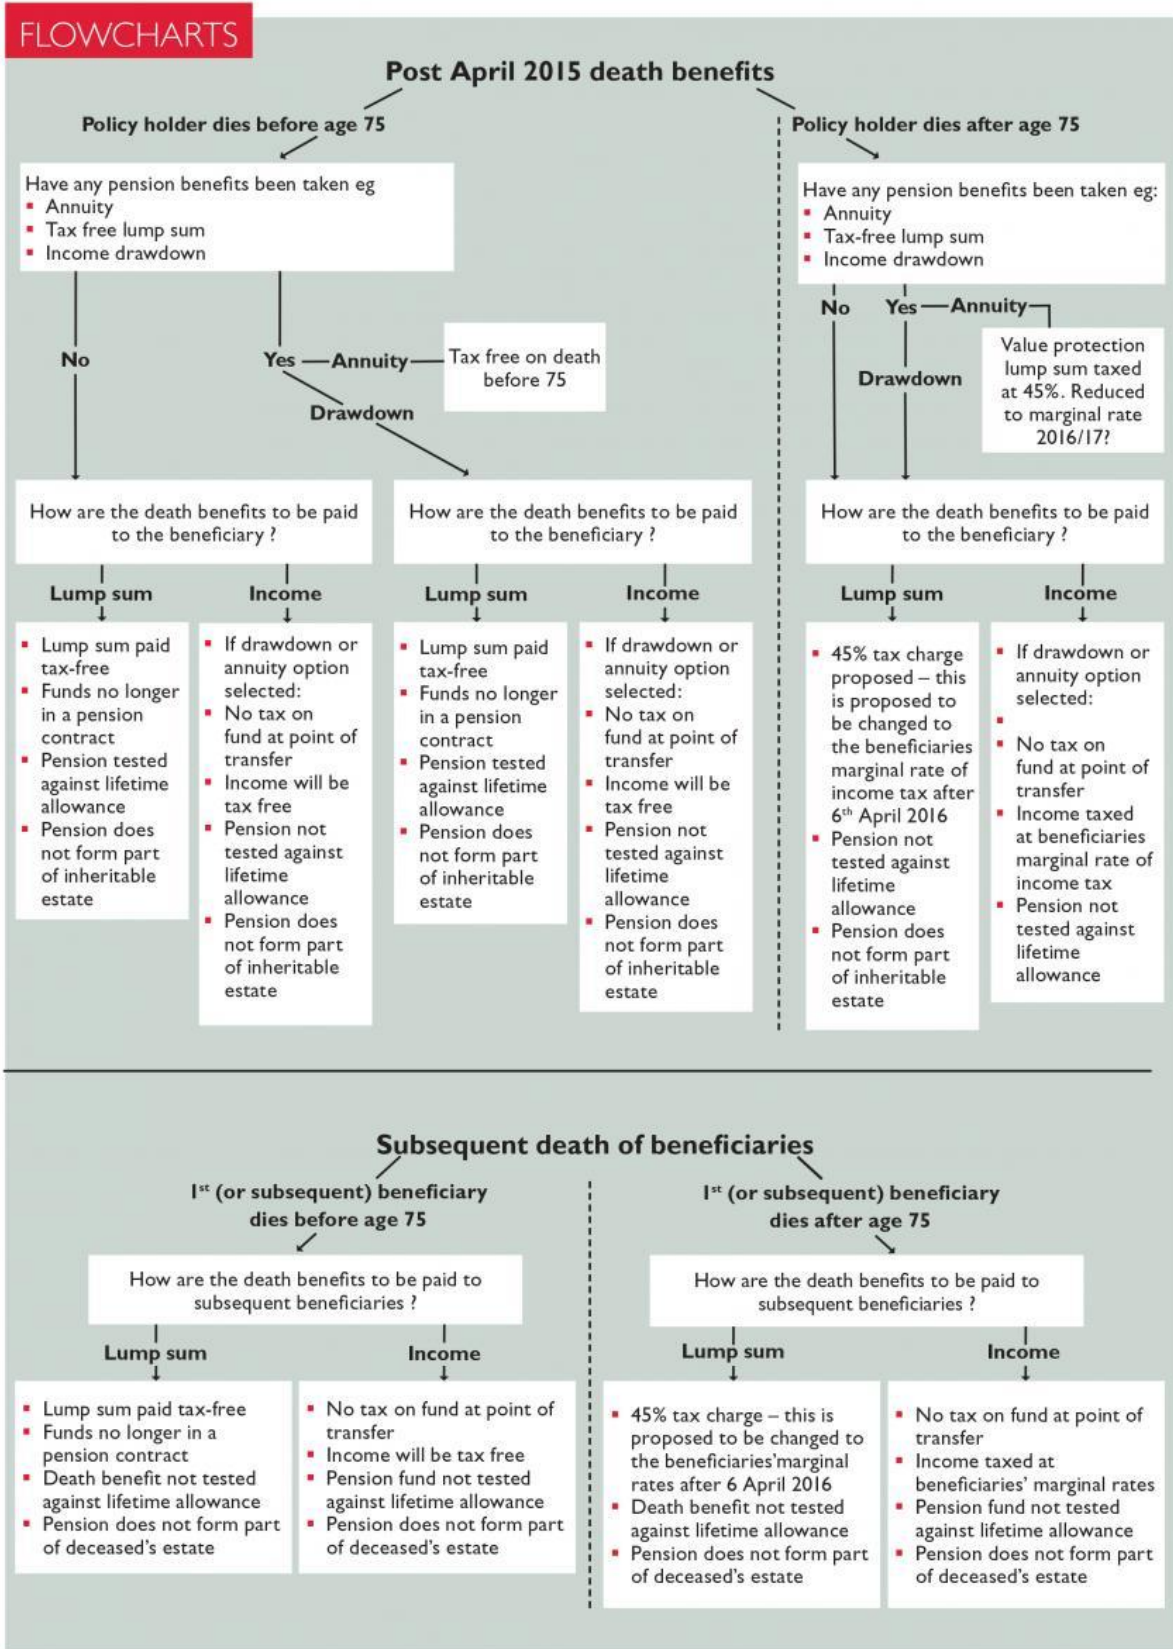 FLOWCHARTS
Post April 2015 death benefits
Policy holder dies before age 75
Have any pension benefits been taken eg
▪ Annuity
▪ Tax free lump sum
▪ Income drawdown
No
Yes
Annuity
Tax free on death
before 75
Drawdown
How are the death benefits to be paid
to the beneficiary ?
Lump sum
▪ Lump sum paid
tax-free
▪ Funds no longer
in a pension
contract
▪ Pension tested
against lifetime
allowance
▪ Pension does
not form part
of inheritable
estate
Income
▪ If drawdown or
annuity option
selected:
▪ No tax on
fund at point of
transfer
▪ Income will be
tax free
▪ Pension not
tested against
lifetime
allowance
▪ Pension does
not form part
of inheritable
estate
How are the death benefits to be paid
to the beneficiary ?
Lump sum
▪ Lump sum paid
tax-free
▪ Funds no longer
in a pension
contract
▪ Pension tested
against lifetime
allowance
▪ Pension does
not form part
of inheritable
estate
Income
▪ If drawdown or
annuity option
selected:
▪ No tax on
fund at point of
transfer
▪ Income will be
tax free
▪ Pension not
tested against
lifetime
allowance
▪ Pension does
not form part
of inheritable
estate
Policy holder dies after age 75
Have any pension benefits been taken eg:
▪ Annuity
▪ Tax-free lump sum
▪ Income drawdown
No
Yes
Annuity
Value protection
lump sum taxed
at 45%. Reduced
to marginal rate
2016/17?
Drawdown
How are the death benefits to be paid
to the beneficiary ?
Lump sum
▪ 45% tax charge
proposed – this
is proposed to
be changed to
the beneficiaries
marginal rate of
income tax after
6th April 2016
▪ Pension not
tested against
lifetime
allowance
▪ Pension does
not form part
of inheritable
estate
Income
▪ If drawdown or
annuity option
selected:
▪
▪ No tax on
fund at point of
transfer
▪ Income taxed
at beneficiaries
marginal rate of
income tax
▪ Pension not
tested against
lifetime
allowance
Subsequent death of beneficiaries
1st (or subsequent) beneficiary
dies before age 75
How are the death benefits to be paid to
subsequent beneficiaries ?
Lump sum
▪ Lump sum paid tax-free
▪ Funds no longer in a
pension contract
▪ Death benefit not tested
against lifetime allowance
▪ Pension does not form part
of deceased's estate
Income
▪ No tax on fund at point of
transfer
▪ Income will be tax free
▪ Pension fund not tested
against lifetime allowance
▪ Pension does not form part
of deceased's estate
1st (or subsequent) beneficiary
dies after age 75
How are the death benefits to be paid to
subsequent beneficiaries ?
Lump sum
▪ 45% tax charge – this is
proposed to be changed to
the beneficiaries'marginal
rates after 6 April 2016
▪ Death benefit not tested
against lifetime allowance
▪ Pension does not form part
of deceased's estate
Income
▪ No tax on fund at point of
transfer
▪ Income taxed at
beneficiaries' marginal rates
▪ Pension fund not tested
against lifetime allowance
▪ Pension does not form part
of deceased's estate